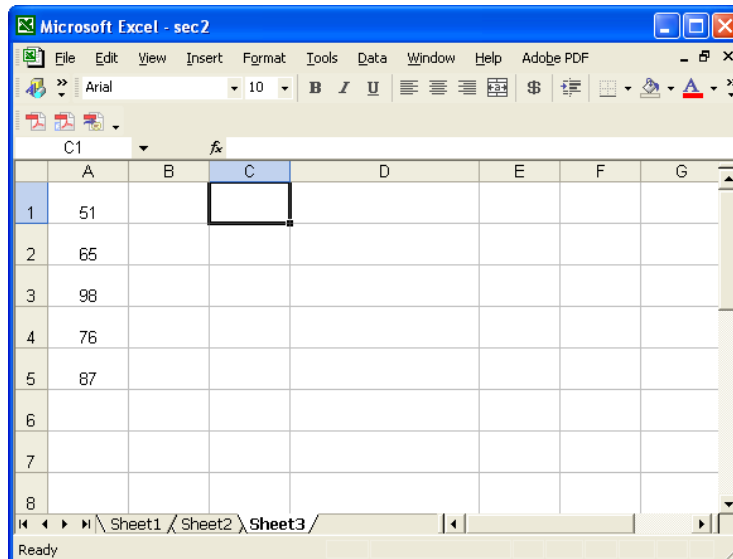 Microsoft Excel - sec2
File Edit View Insert Format Tools Data Window Help Adobe PDF
Arial 10 B I U $ A
C1 fx
A B C D E F G
1 51
2 65
3 98
4 76
5 87
6
7
8
Sheet1 Sheet2 Sheet3
Ready